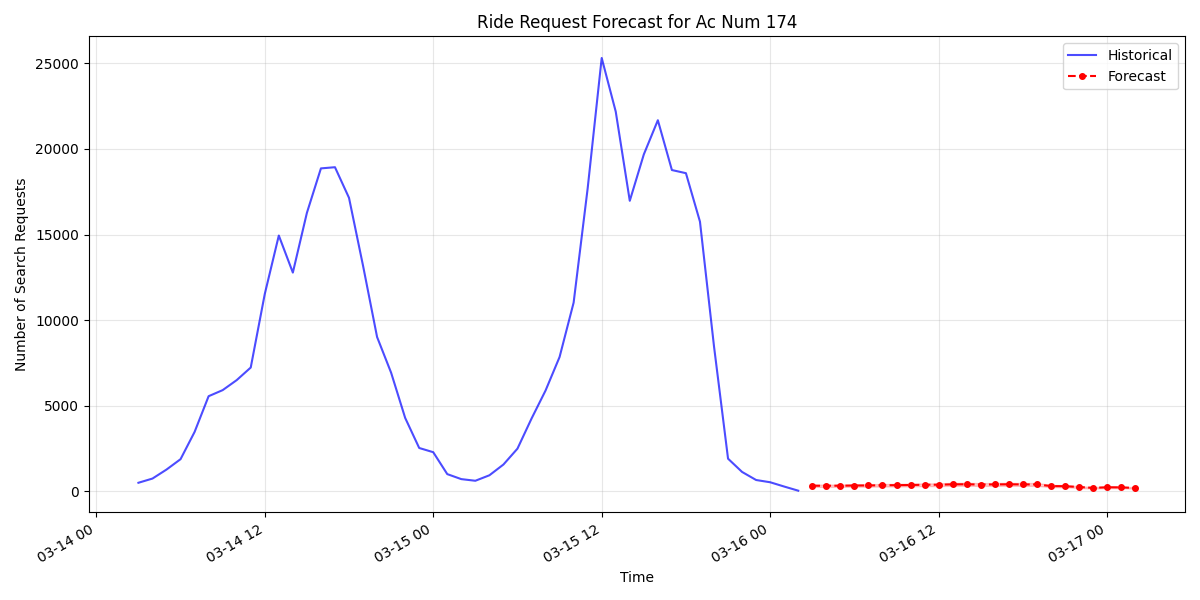 Ride Request Forecast for Ac Num 174
Historical
Forecast
Number of Search Requests
25000
20000
15000
10000
5000
0
03-14 00
03-14 12
03-15 00
03-15 12
03-16 00
03-16 12
03-17 00
Time